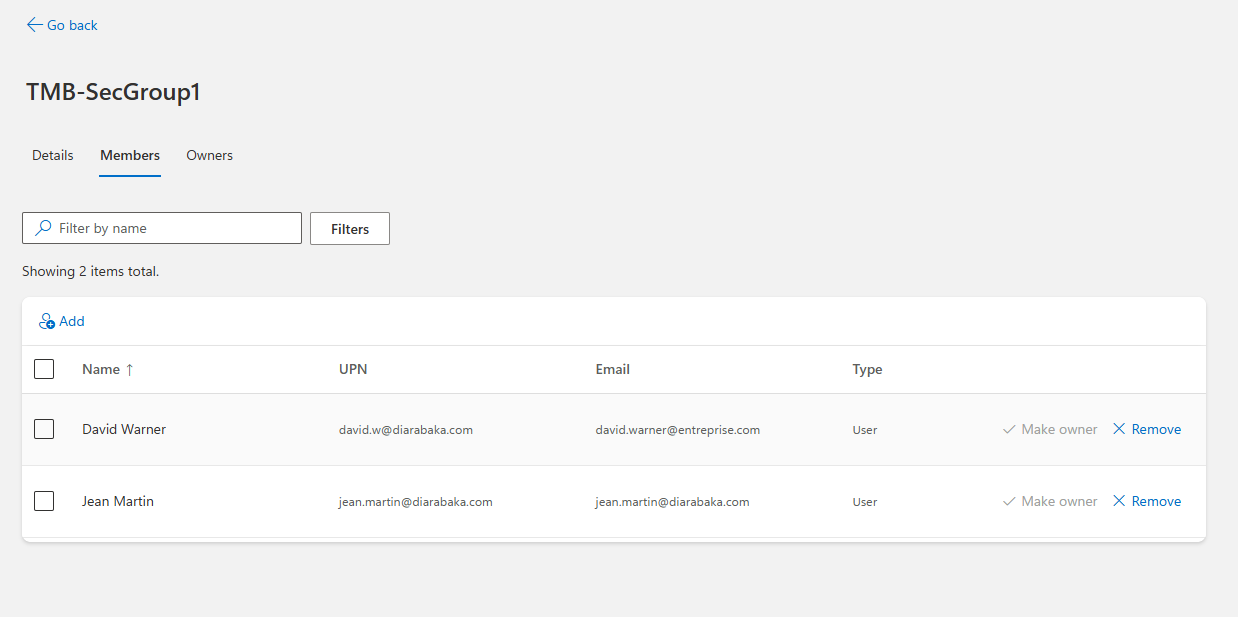 Go back
TMB-SecGroup1
Details Members Owners
Filter by name Filters
Showing 2 items total.
Add
Name ↑ UPN Email Type
David Warner david.w@diarabaka.com david.warner@entreprise.com User Make owner Remove
Jean Martin jean.martin@diarabaka.com jean.martin@diarabaka.com User Make owner Remove